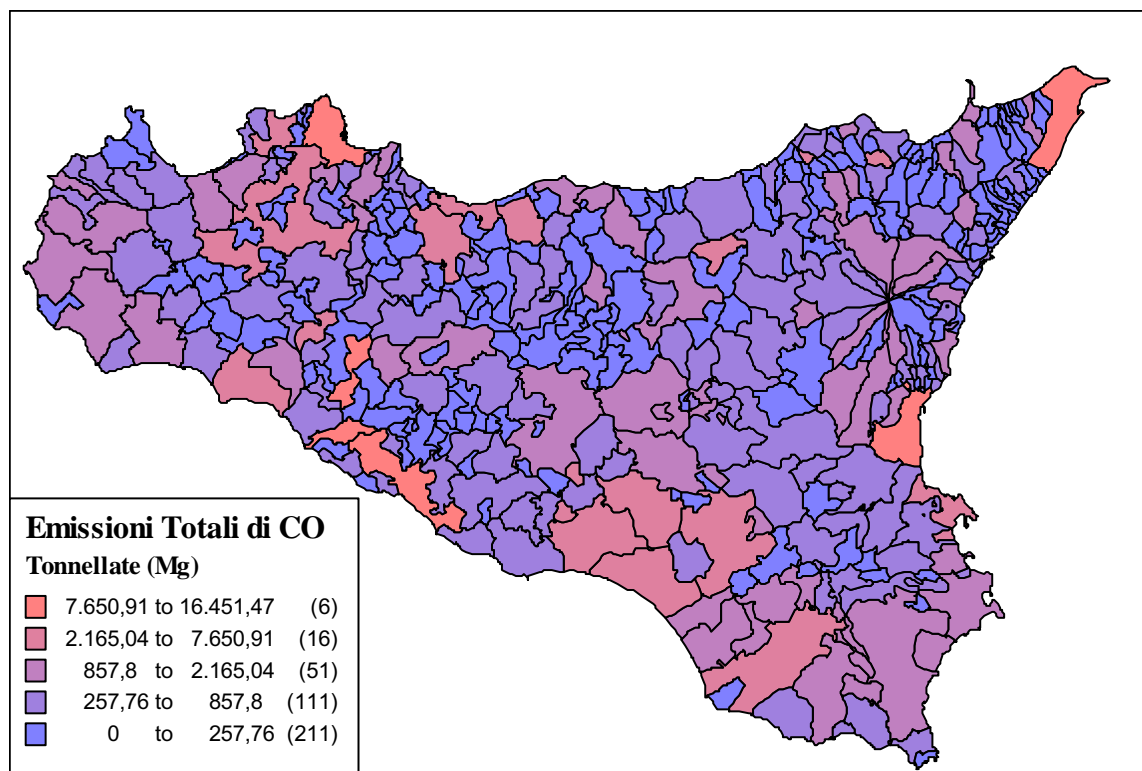 Emissioni Totali di CO
Tonnellate (Mg)
7.650,91 to 16.451,47 (6)
2.165,04 to 7.650,91 (16)
857,8 to 2.165,04 (51)
257,76 to 857,8 (111)
0 to 257,76 (211)